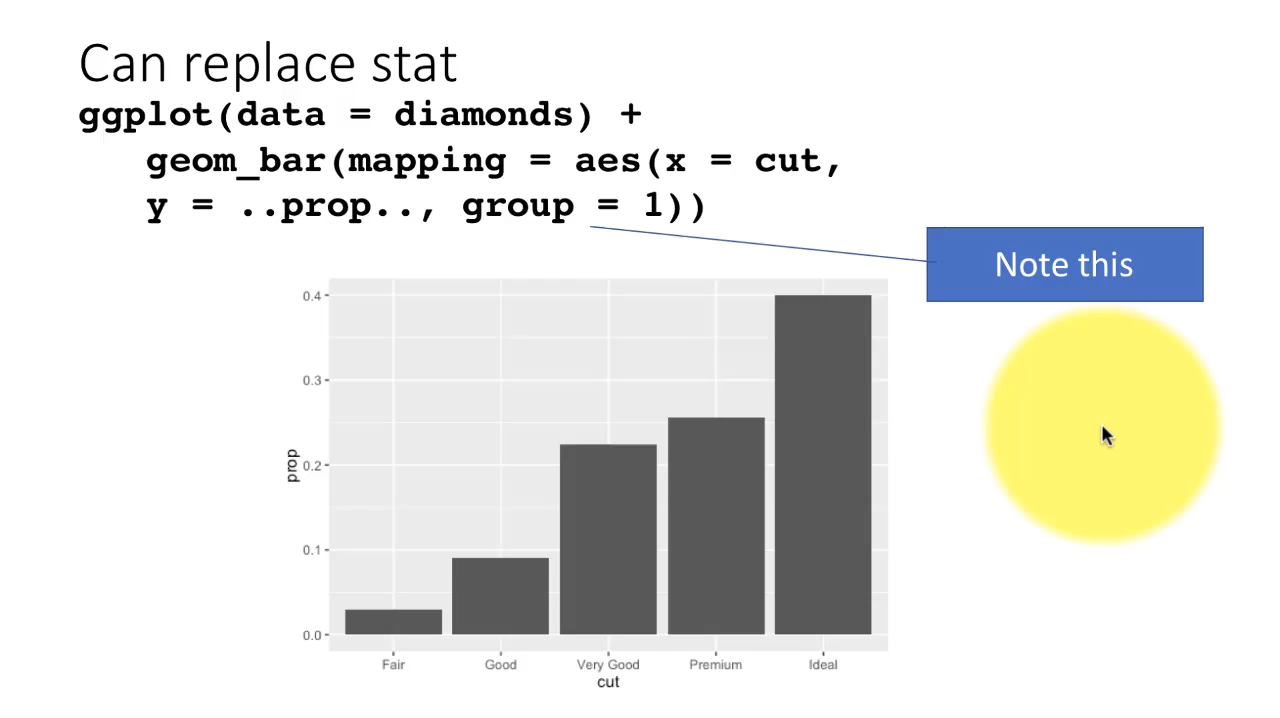 Can replace stat
ggplot(data = diamonds) +
geom_bar(mapping = aes(x = cut,
y = ..prop.., group = 1))
Note this
0.4
0.3
0.2
0.1
0.0
prop
Fair Good Very Good Premium Ideal
cut